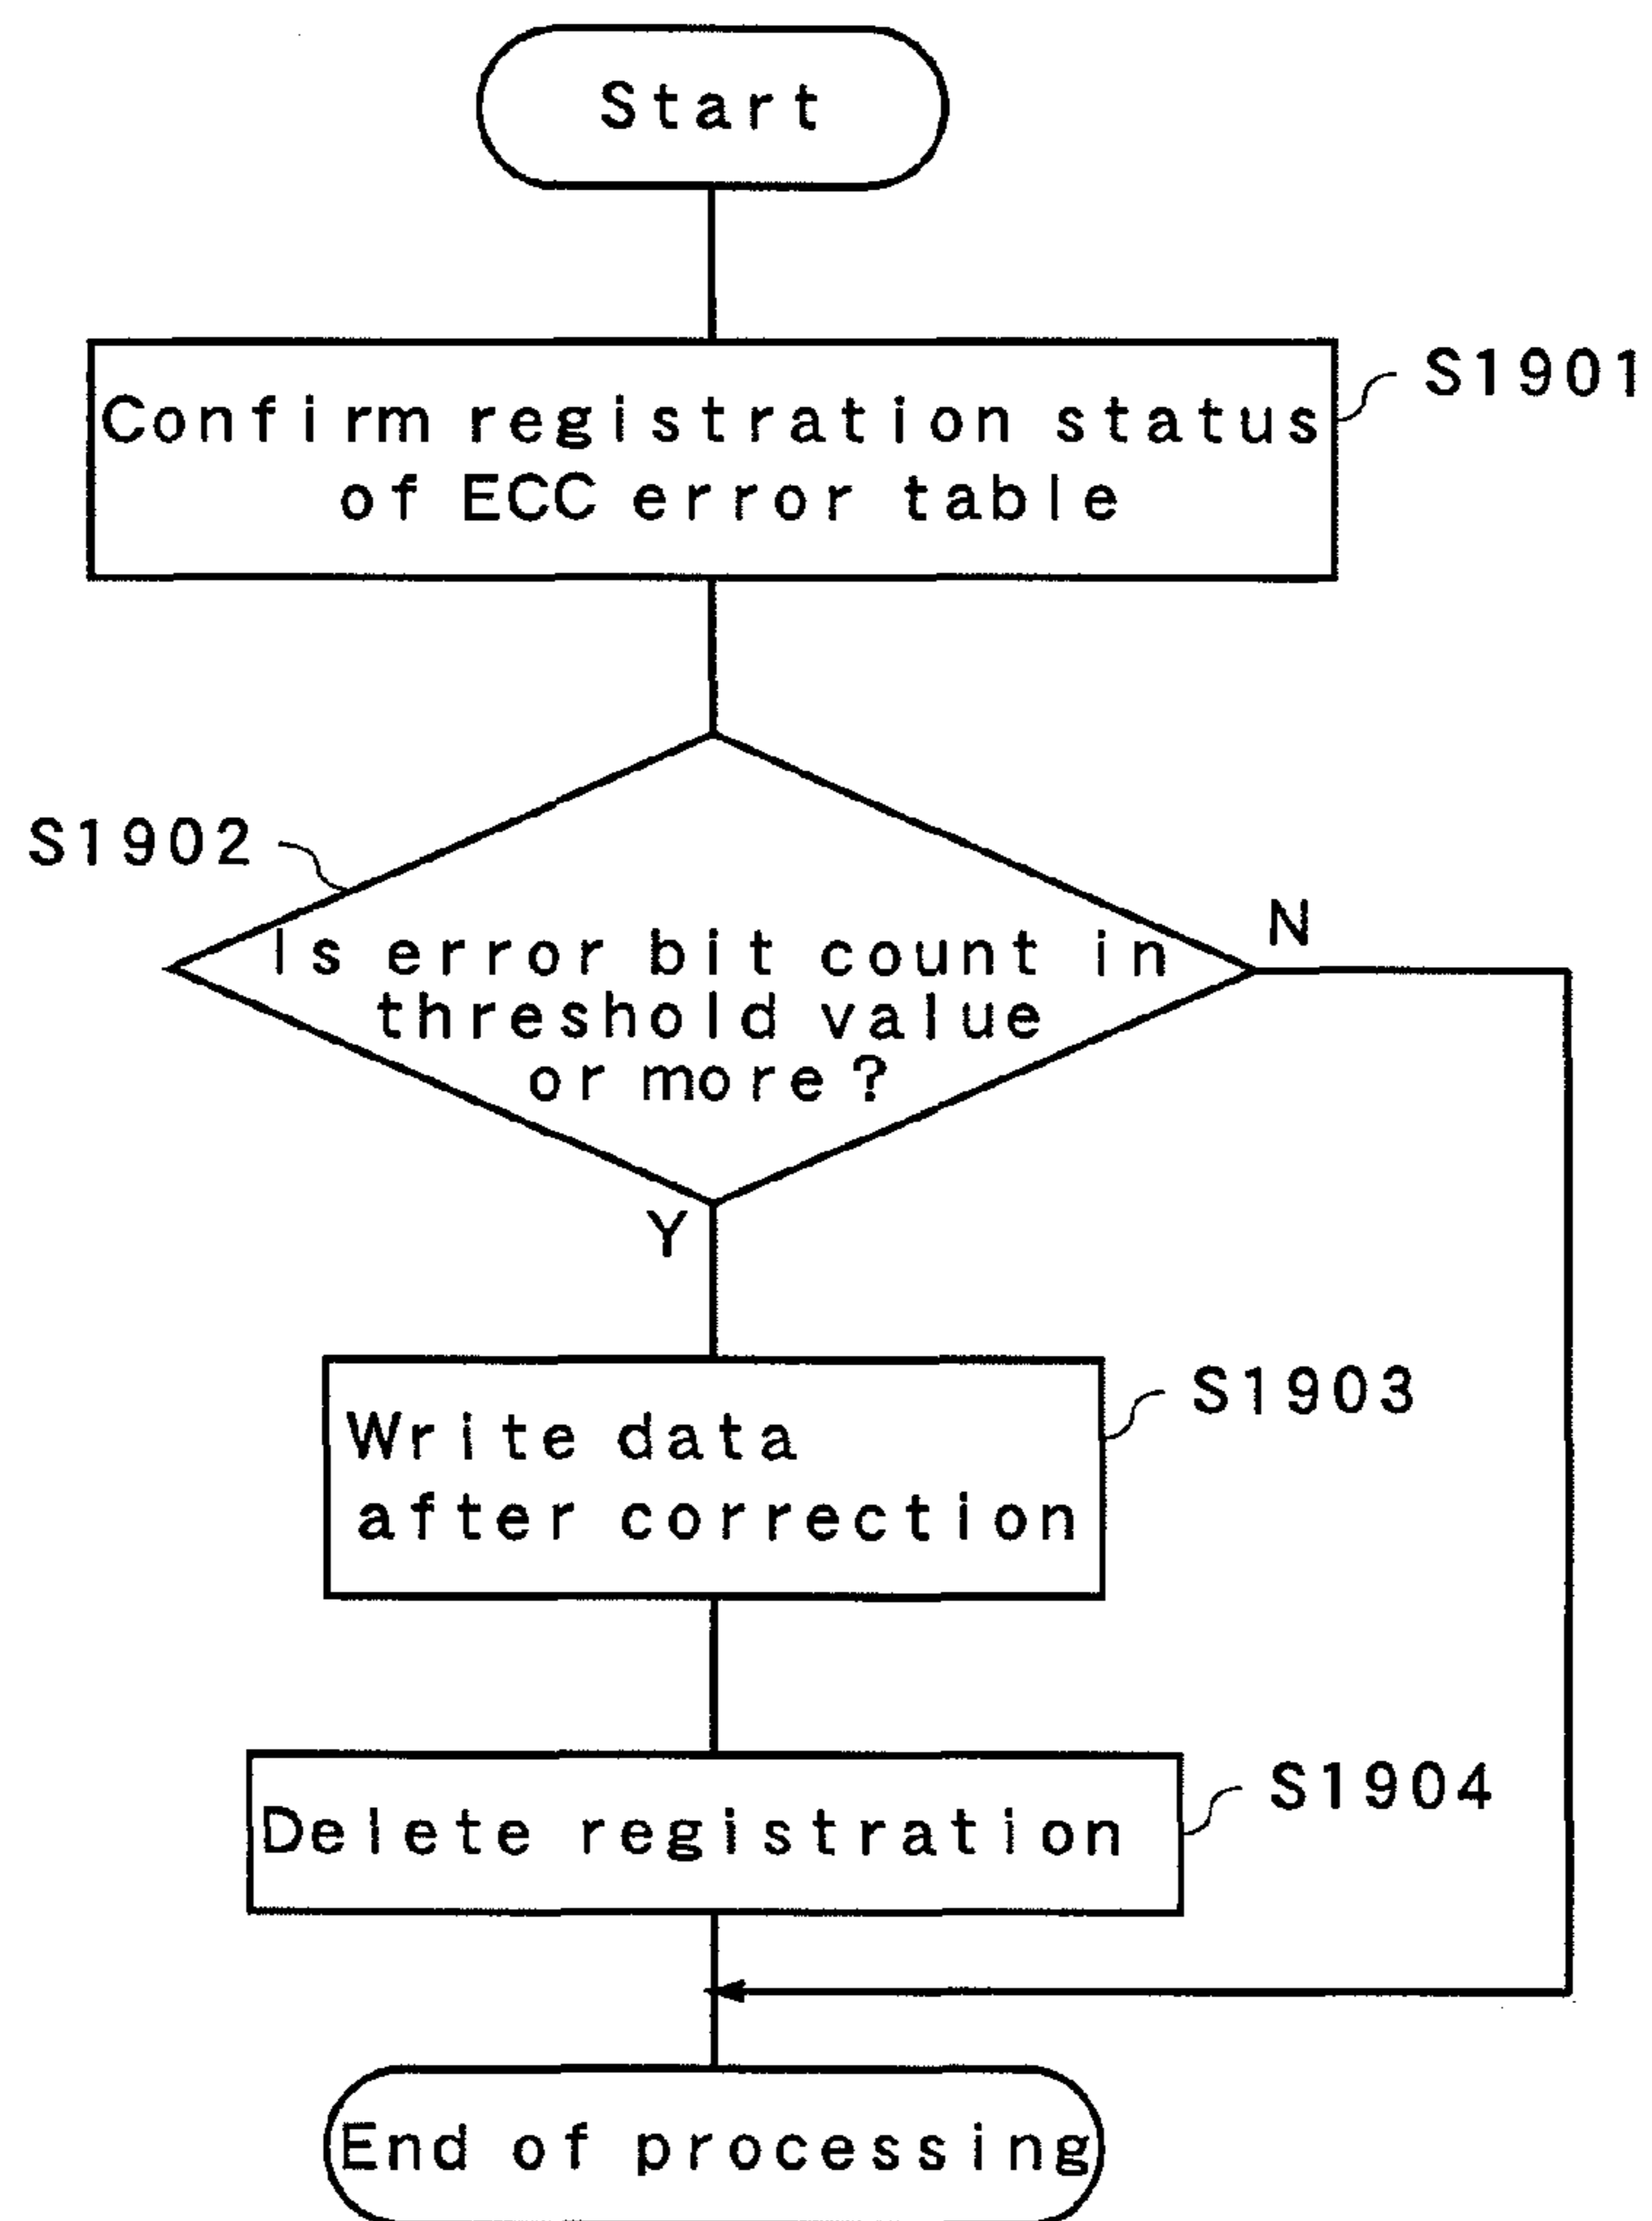 Start
S1901
Confirm registration status
of ECC error table
S1902
Is error bit count in
threshold value
or more?
N
Y
S1903
Write data
after correction
S1904
Delete registration
End of processing